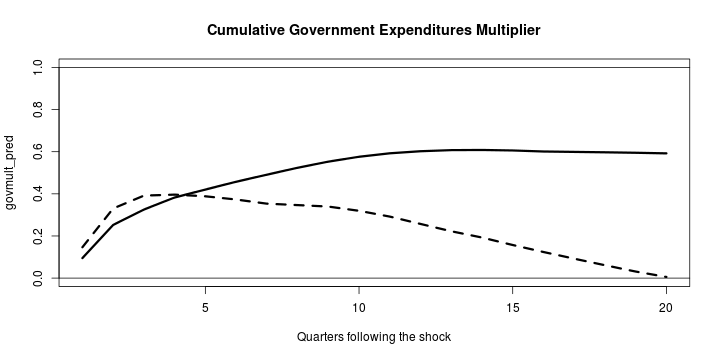 Cumulative Government Expenditures Multiplier
govmult_pred
1.0
0.8
0.6
0.4
0.2
0.0
5 10 15 20
Quarters following the shock